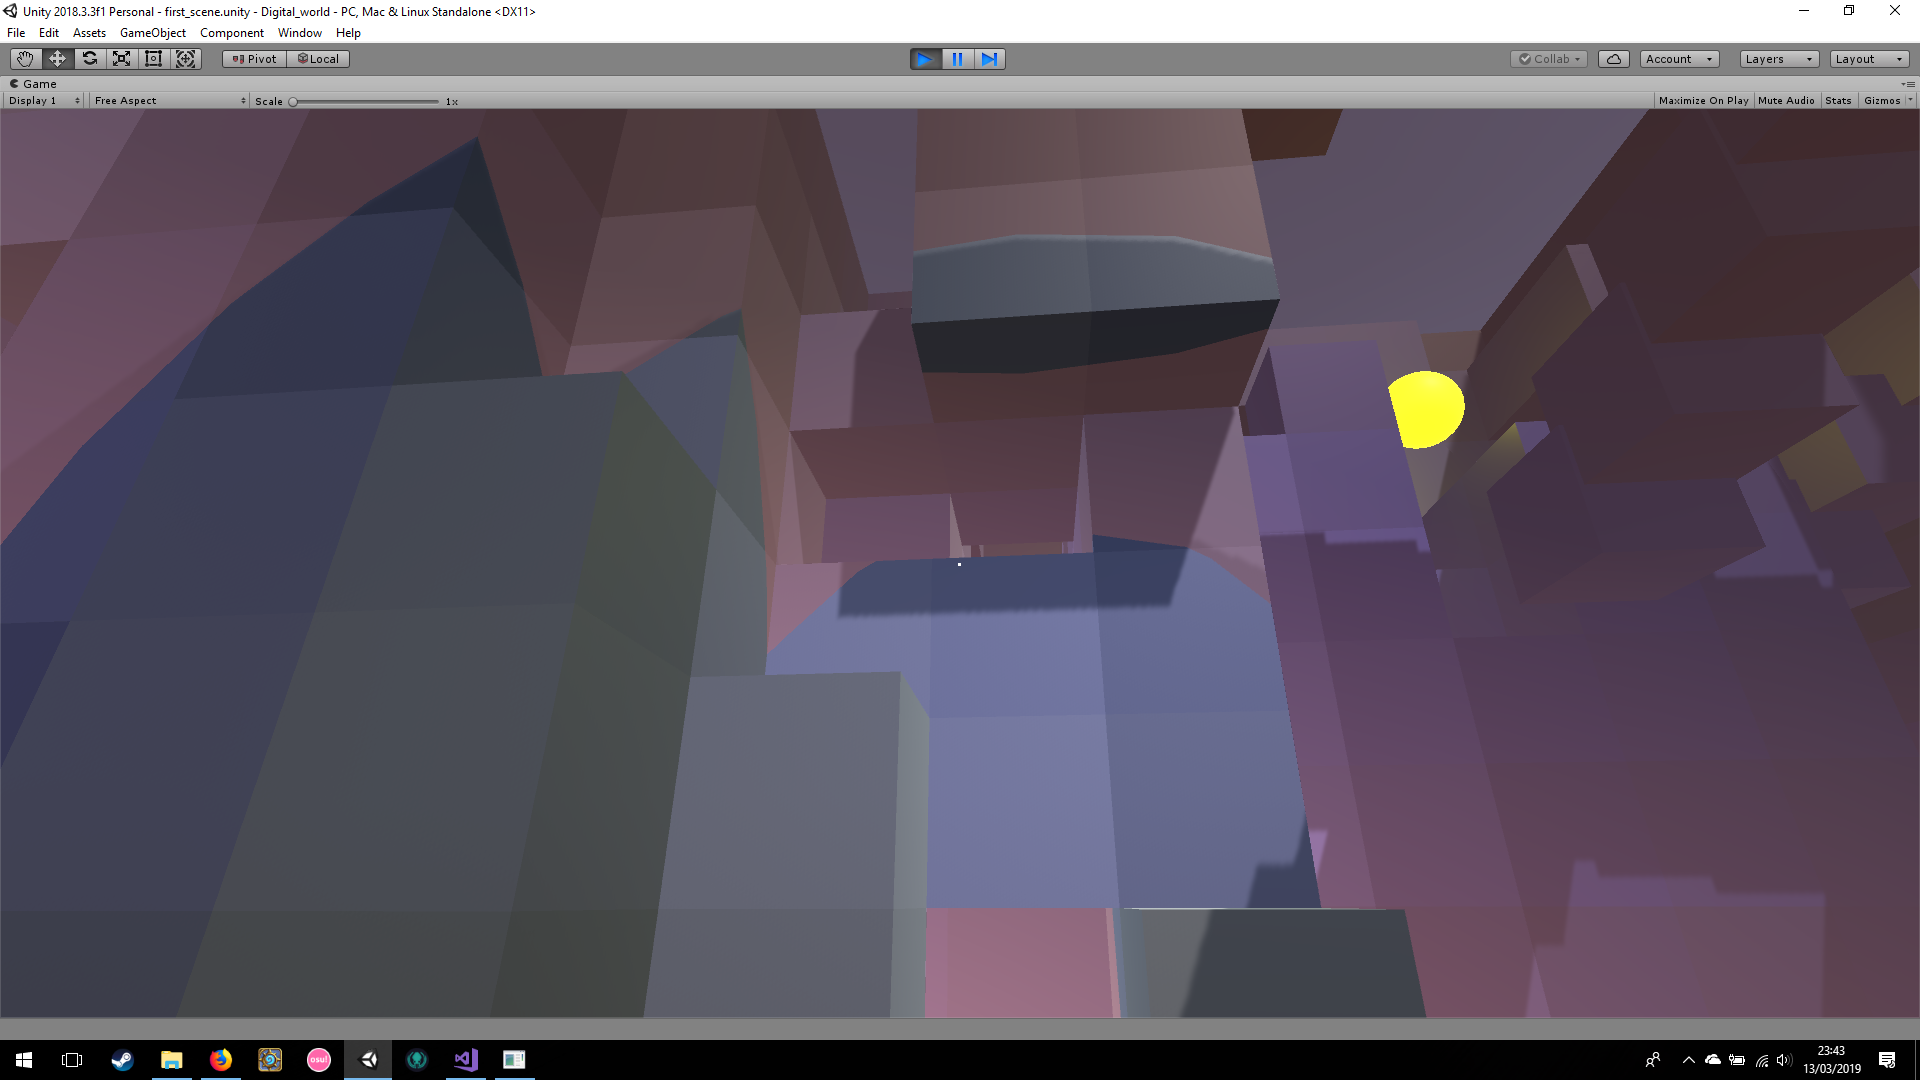 Unity 2018.3.3f1 Personal - first_scene.unity - Digital_world - PC, Mac & Linux Standalone <DX11>
File Edit Assets GameObject Component Window Help
Pivot Local Collab Account Layers Layout
Game
Display 1 Free Aspect Scale 1x Maximize On Play Mute Audio Stats Gizmos
osu!
23:43
13/03/2019